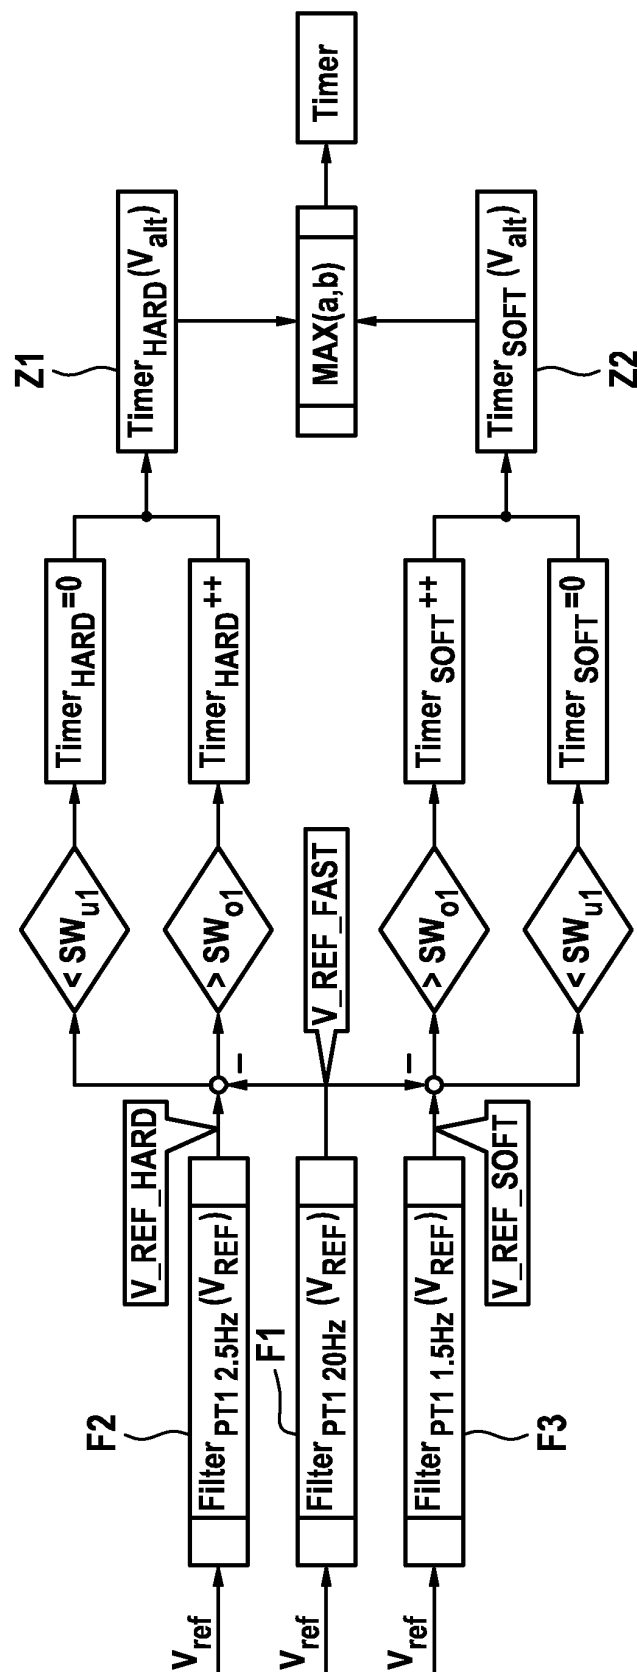 V_ref
F2
Filter_PT1 2.5Hz (V_REF)
V_REF_HARD
< SW_u1
Timer_HARD=0
> SW_o1
Timer_HARD++
Z1
Timer_HARD(V_alt)
V_ref
F1
Filter_PT1 20Hz (V_REF)
V_REF_FAST
–
–
MAX(a,b)
Timer
V_ref
F3
Filter_PT1 1.5Hz (V_REF)
V_REF_SOFT
> SW_o1
Timer_SOFT++
< SW_u1
Timer_SOFT=0
Z2
Timer_SOFT (V_alt)